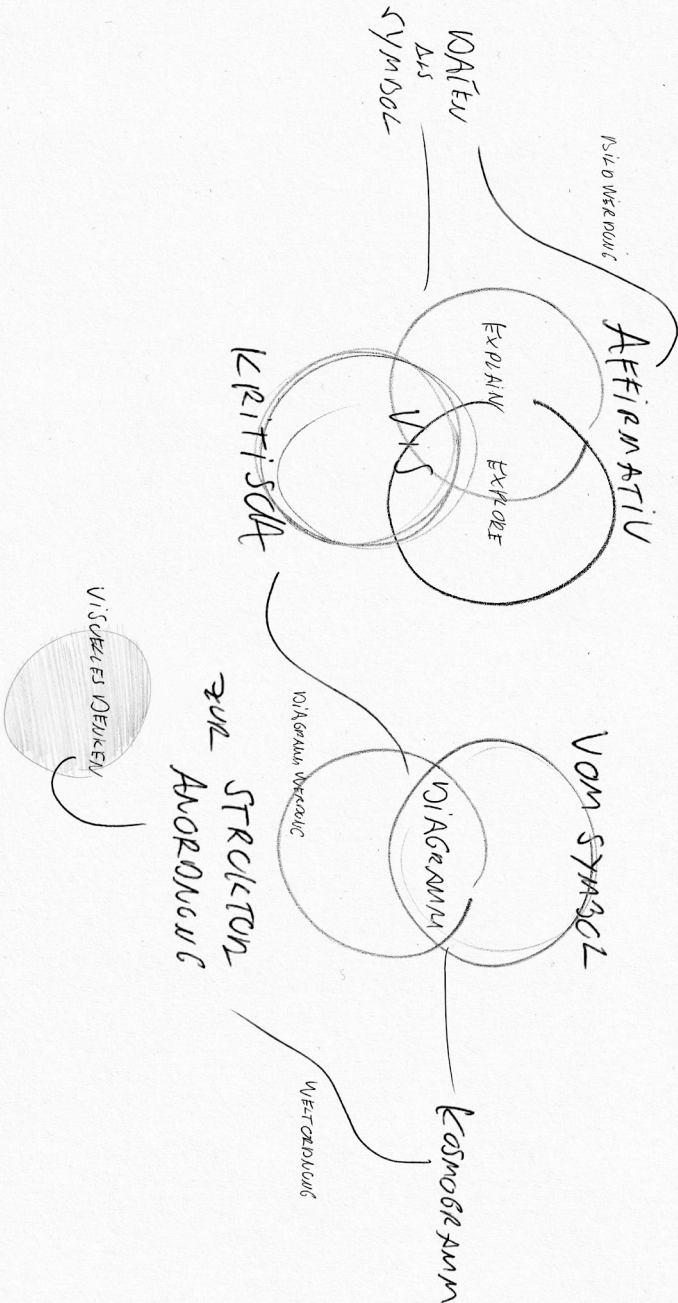 BILDWERDUNG
AFFIRMATIV
DATEN
ALS
SYMBOL
EXPLAIN
EXPLORE
VIS
KRITISCH
VOM SYMBOL
DIAGRAMM
DIAGRAMMWERDUNG
ZUR STRUKTUR
ANORDNUNG
VISUELLES DENKEN
KOSMOGRAMM
WELTORDNUNG